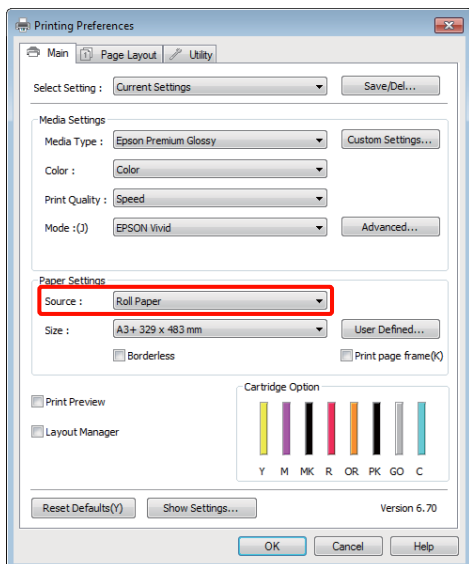 Printing Preferences
Main Page Layout Utility
Select Setting : Current Settings Save/Del...
Media Settings
Media Type : Epson Premium Glossy Custom Settings...
Color : Color
Print Quality : Speed
Mode :(J) EPSON Vivid Advanced...
Paper Settings
Source : Roll Paper
Size : A3+ 329 x 483 mm User Defined...
Borderless Print page frame(K)
Cartridge Option
Print Preview
Layout Manager
Y M MK R OR PK GO C
Reset Defaults(Y) Show Settings... Version 6.70
OK Cancel Help